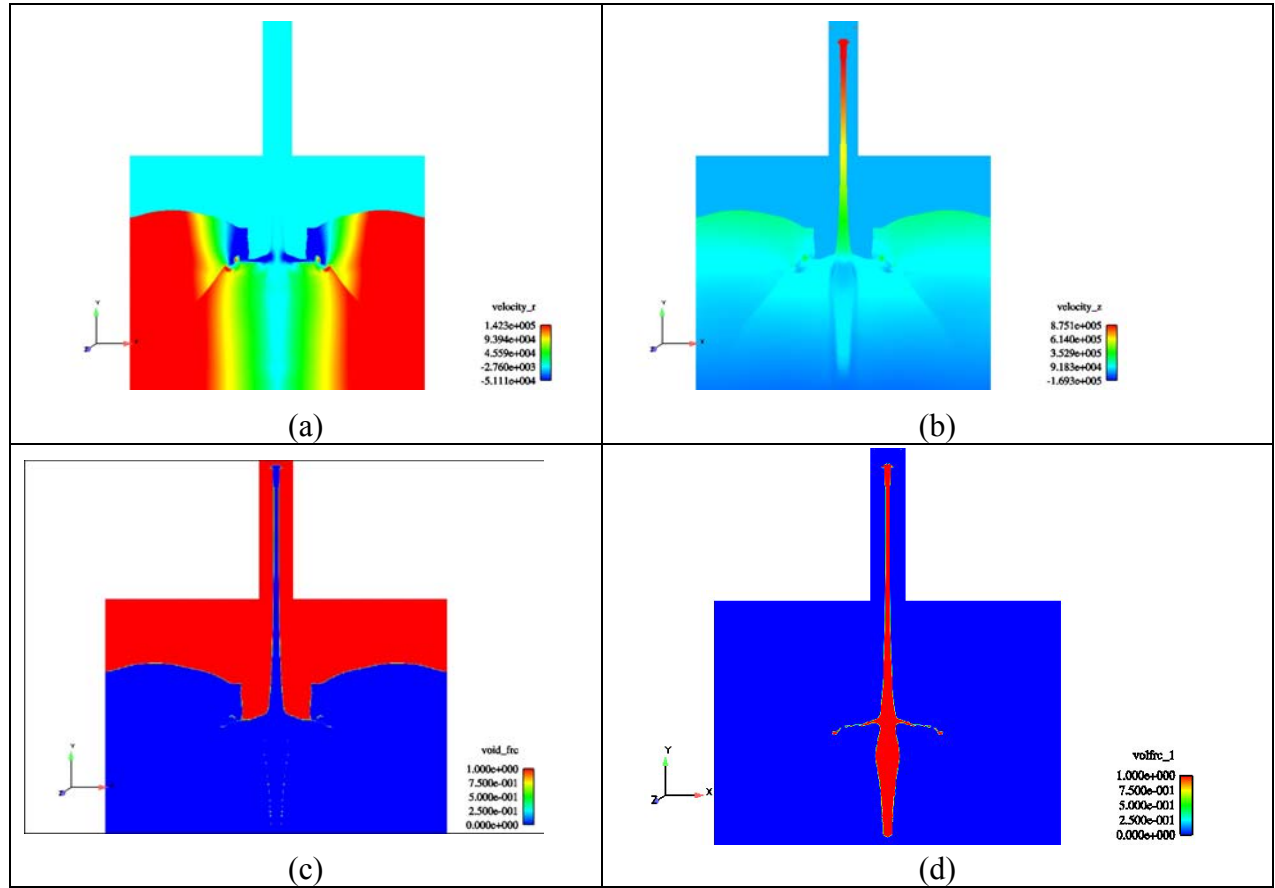 Y
X
Z
velocity_r
1.423e+005
9.394e+004
4.559e+004
-2.760e+003
-5.111e+004
(a)
Y
X
Z
velocity_z
8.751e+005
6.140e+005
3.529e+005
9.183e+004
-1.693e+005
(b)
Y
Z
void_frc
1.000e+000
7.500e-001
5.000e-001
2.500e-001
0.000e+000
(c)
Y
Z
X
volfrc_1
1.000e+000
7.500e-001
5.000e-001
2.500e-001
0.000e+000
(d)